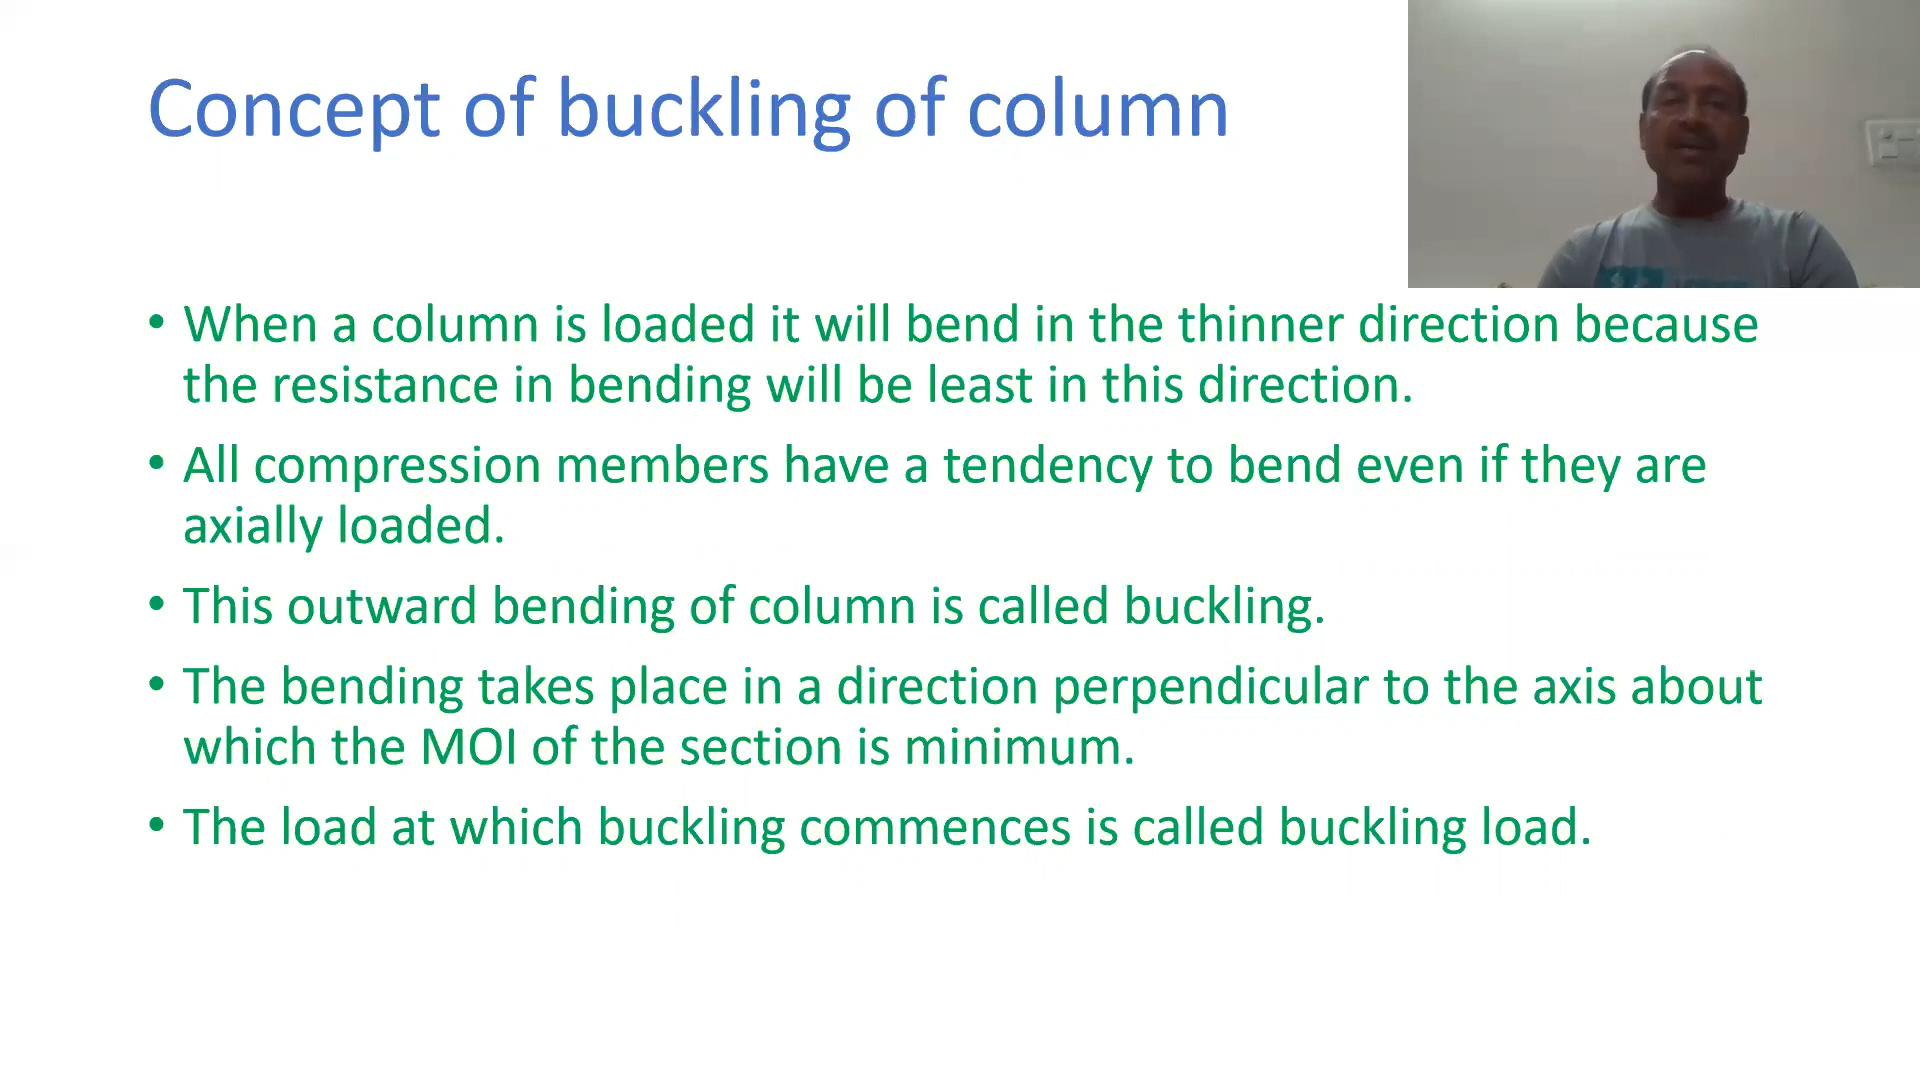 Concept of buckling of column
• When a column is loaded it will bend in the thinner direction because
the resistance in bending will be least in this direction.
• All compression members have a tendency to bend even if they are
axially loaded.
• This outward bending of column is called buckling.
• The bending takes place in a direction perpendicular to the axis about
which the MOI of the section is minimum.
• The load at which buckling commences is called buckling load.